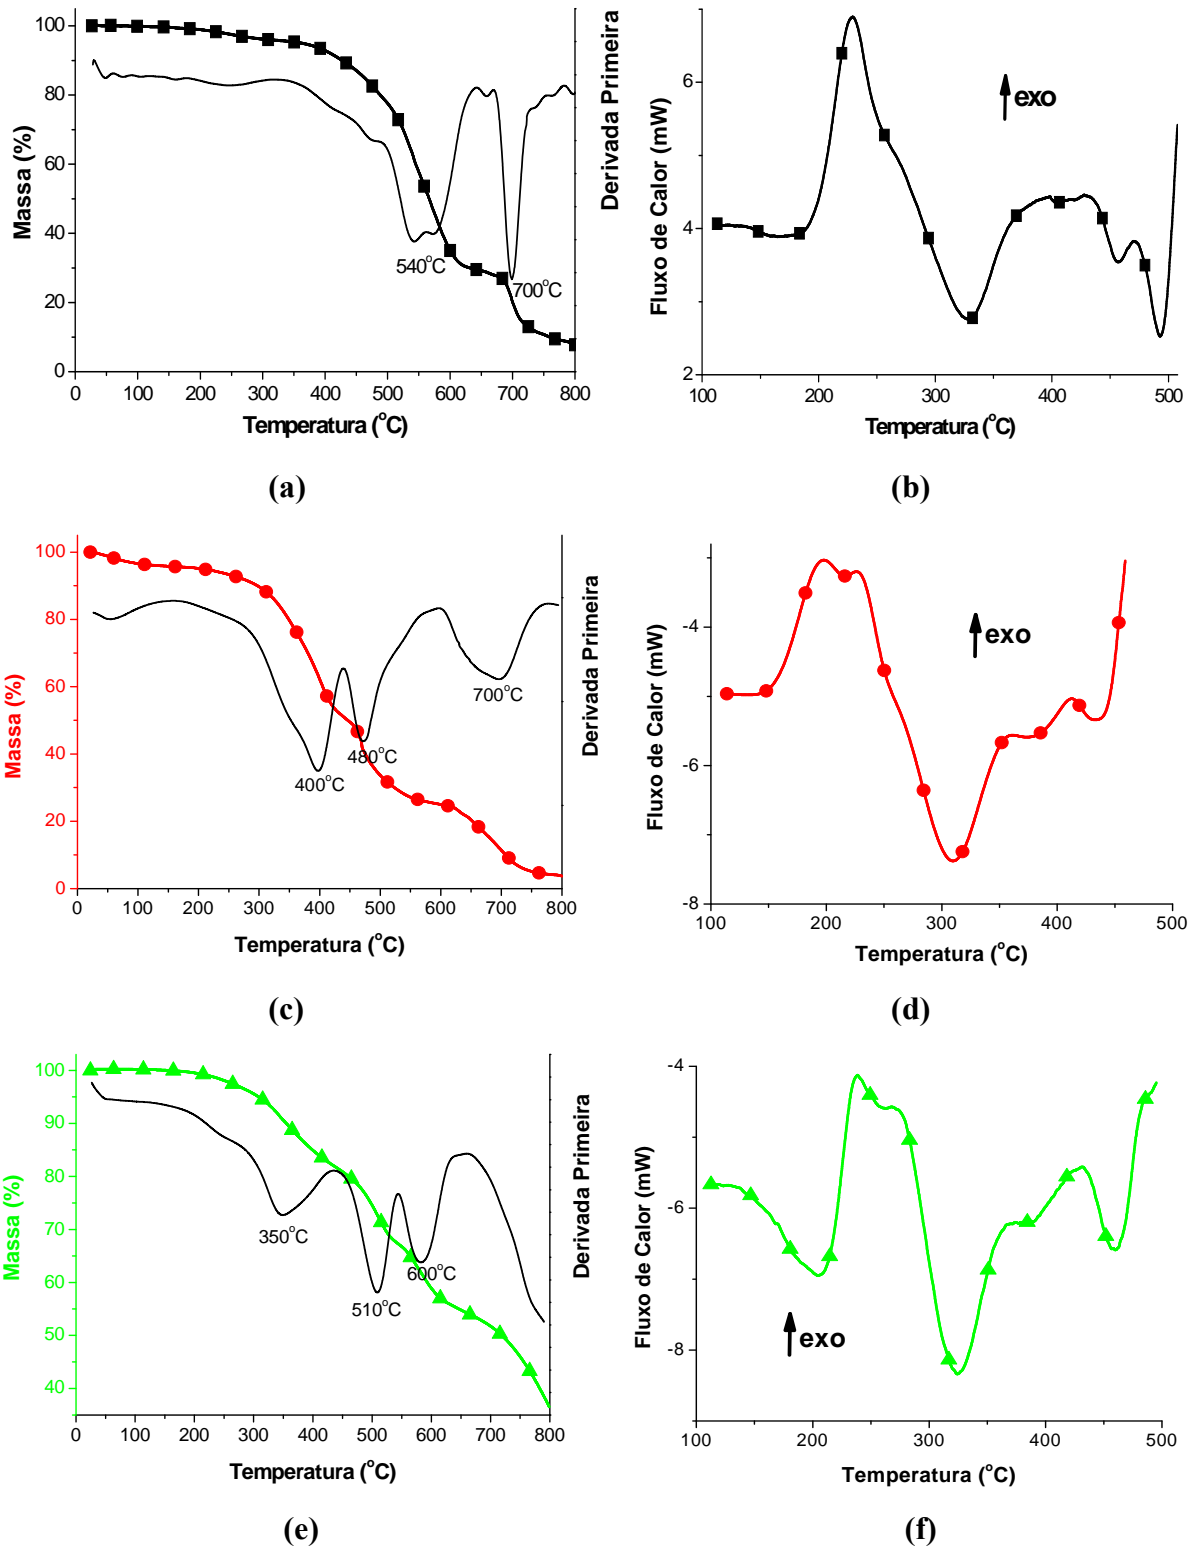 100
80
60
40
20
0
Massa (%)
Derivada Primeira
540°C
700°C
0 100 200 300 400 500 600 700 800
Temperatura (°C)
(a)
6
4
2
Fluxo de Calor (mW)
exo
100 200 300 400 500
Temperatura (°C)
(b)
100
80
60
40
20
0
Massa (%)
Derivada Primeira
400°C
480°C
700°C
0 100 200 300 400 500 600 700 800
Temperatura (°C)
(c)
-4
-6
-8
Fluxo de Calor (mW)
exo
100 200 300 400 500
Temperatura (°C)
(d)
100
90
80
70
60
50
40
Massa (%)
Derivada Primeira
350°C
510°C
600°C
0 100 200 300 400 500 600 700 800
Temperatura (°C)
(e)
-4
-6
-8
Fluxo de Calor (mW)
exo
100 200 300 400 500
Temperatura (°C)
(f)